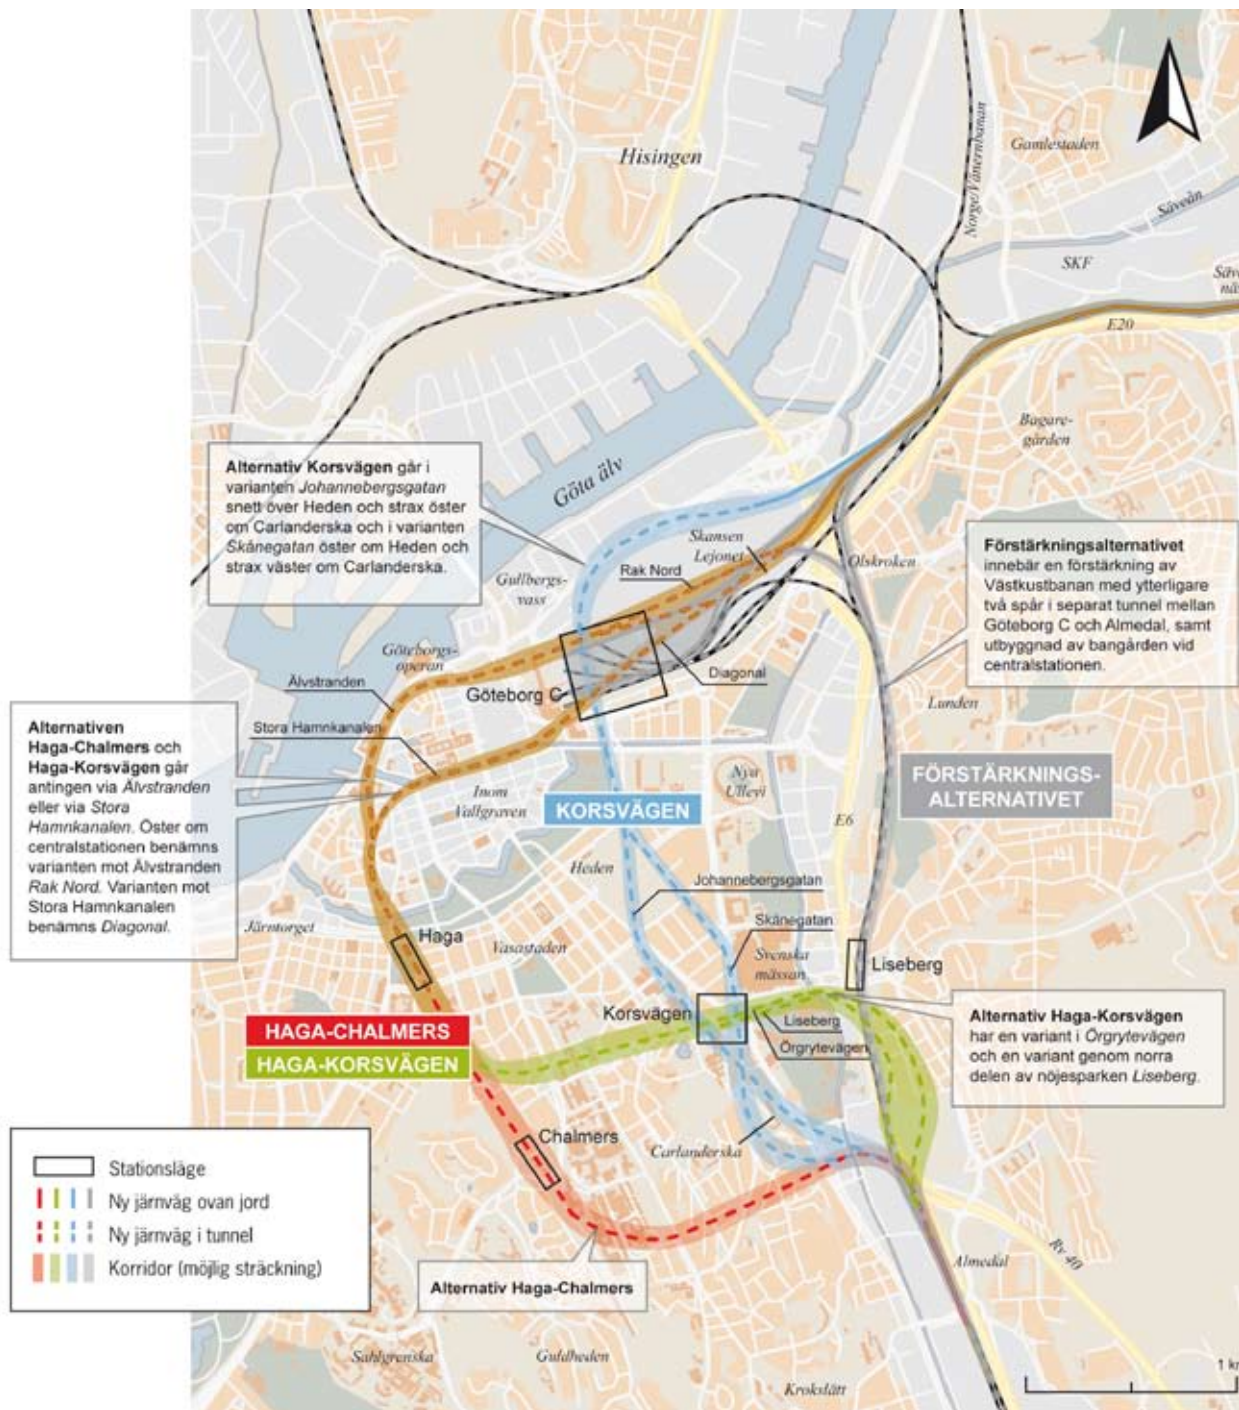 Hisingen
Norge/Vänernbanan
Gamlestaden
Säveån
SKF
Säve-
näs
E20
Bagare-
gården
Alternativ Korsvägen går i
varianten Johannebergsgatan
snett över Heden och strax öster
om Carlanderska och i varianten
Skånegatan öster om Heden och
strax väster om Carlanderska.
Göta älv
Skansen
Lejonet
Rak Nord
Olskroken
Gullbergs-
vass
Förstärkningsalternativet
innebär en förstärkning av
Västkustbanan med ytterligare
två spår i separat tunnel mellan
Göteborg C och Almedal, samt
utbyggnad av bangården vid
centralstationen.
Göteborgs-
operan
Älvstranden
Göteborg C
Diagonal
Lunden
Stora Hamnkanalen
Alternativen
Haga-Chalmers och
Haga-Korsvägen går
antingen via Älvstranden
eller via Stora
Hamnkanalen. Öster om
centralstationen benämns
varianten mot Älvstranden
Rak Nord. Varianten mot
Stora Hamnkanalen
benämns Diagonal.
Inom
Vallgraven
KORSVÄGEN
Nya
Ullevi
FÖRSTÄRKNINGS-
ALTERNATIVET
E6
Heden
Johannebergsgatan
Skånegatan
Järntorget
Haga
Vasastaden
Svenska
mässan
Liseberg
Korsvägen
Liseberg
Örgrytevägen
Alternativ Haga-Korsvägen
har en variant i Örgrytevägen
och en variant genom norra
delen av nöjesparken Liseberg.
HAGA-CHALMERS
HAGA-KORSVÄGEN
Chalmers
Carlanderska
Stationsläge
Ny järnväg ovan jord
Ny järnväg i tunnel
Korridor (möjlig sträckning)
Alternativ Haga-Chalmers
Almedal
Rv 40
Sahlgrenska
Guldheden
Krokslätt
1 km